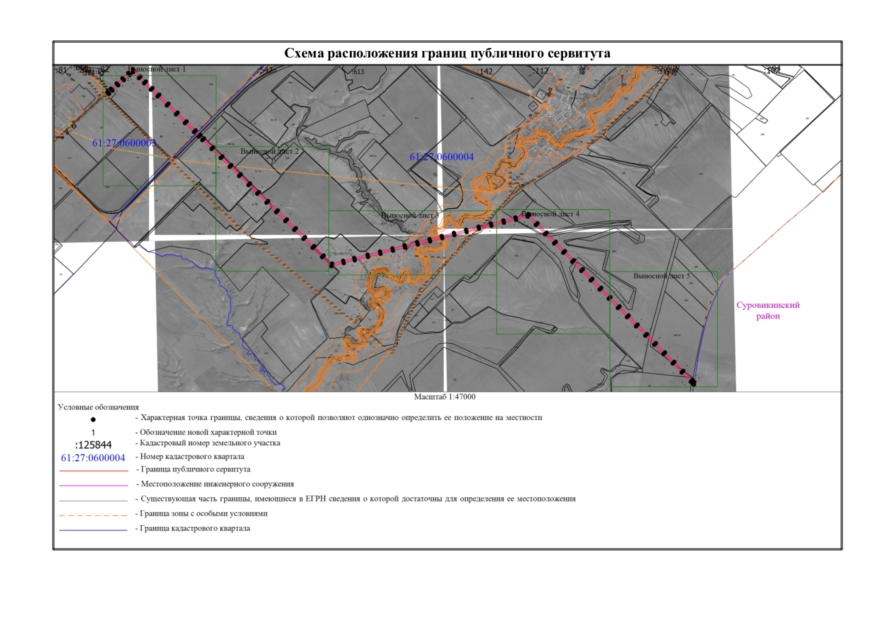 Схема расположения границ публичного сервитута
Выносной лист 1
:613
:142
:112
61:27:0600005
Выносной лист 2
61:27:0600004
Выносной лист 3
Выносной лист 4
Выносной лист 5
Суровикинский
район
Масштаб 1:47000
Условные обозначения
- Характерная точка границы, сведения о которой позволяют однозначно определить ее положение на местности
1 - Обозначение новой характерной точки
:125844 - Кадастровый номер земельного участка
61:27:0600004 - Номер кадастрового квартала
- Граница публичного сервитута
- Местоположение инженерного сооружения
- Существующая часть границы, имеющиеся в ЕГРН сведения о которой достаточны для определения ее местоположения
- Граница зоны с особыми условиями
- Граница кадастрового квартала